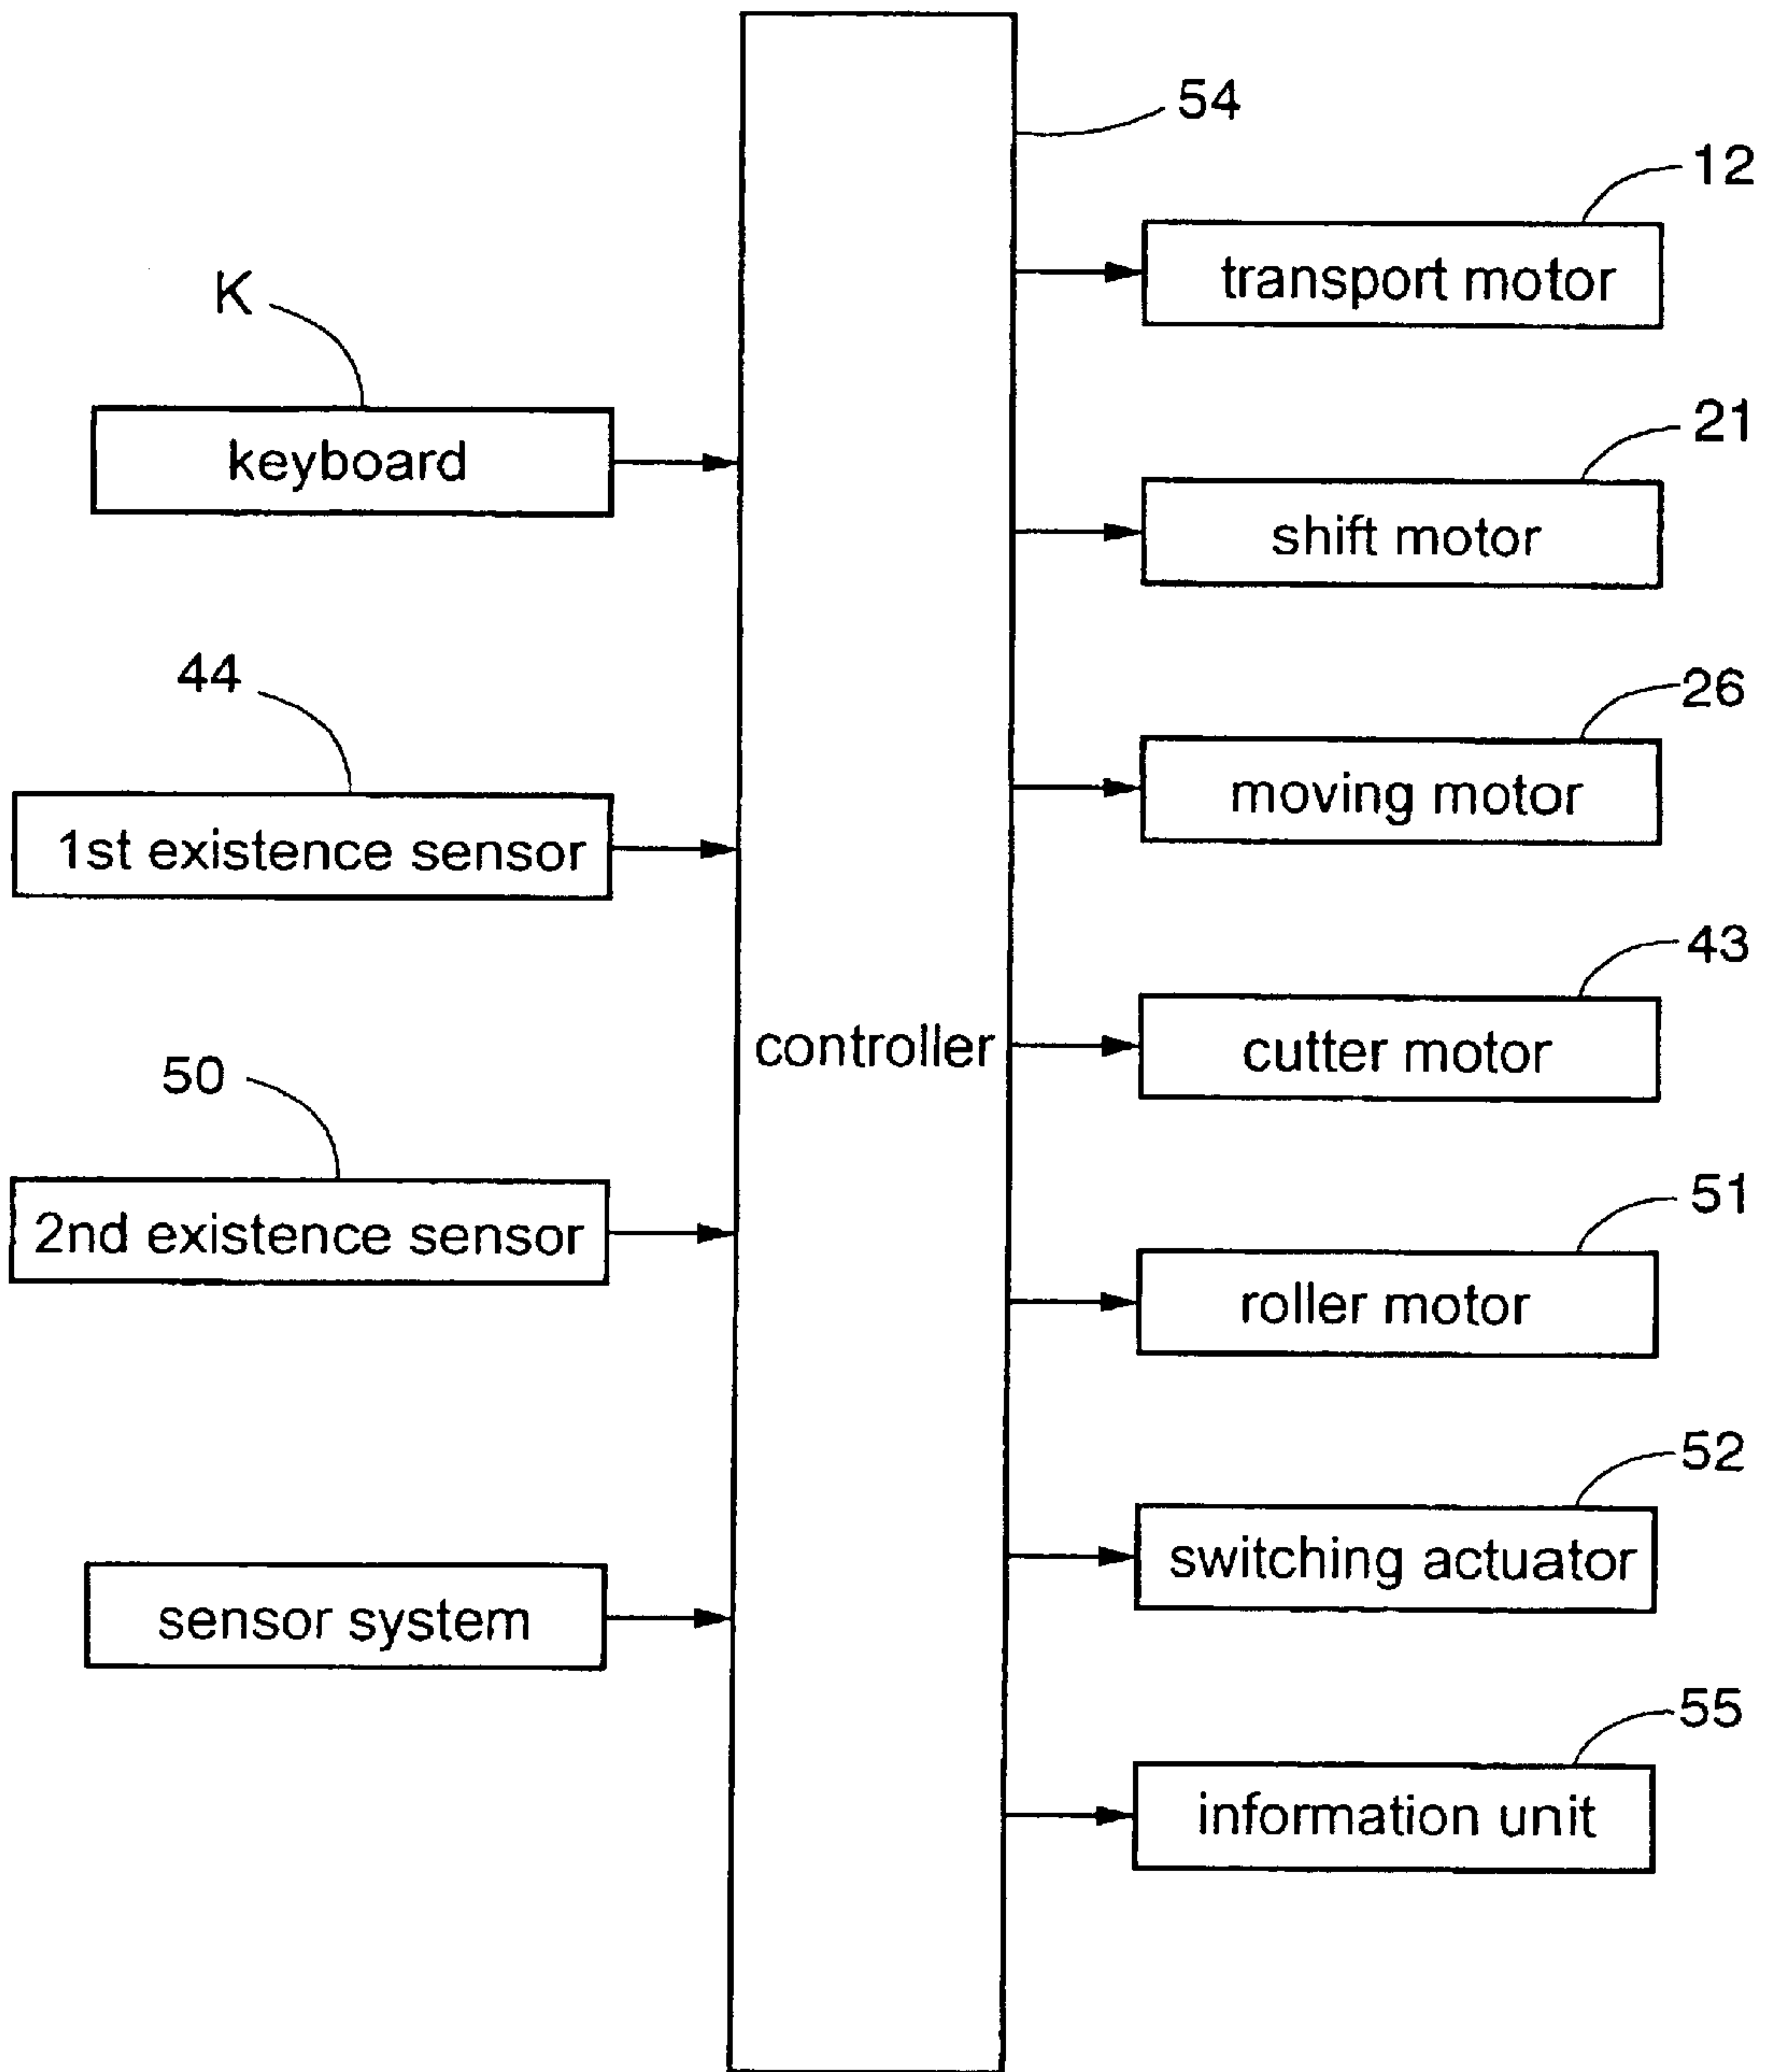 54
12
transport motor
K
keyboard
21
shift motor
44
1st existence sensor
26
moving motor
43
cutter motor
controller
50
2nd existence sensor
51
roller motor
52
switching actuator
sensor system
55
information unit